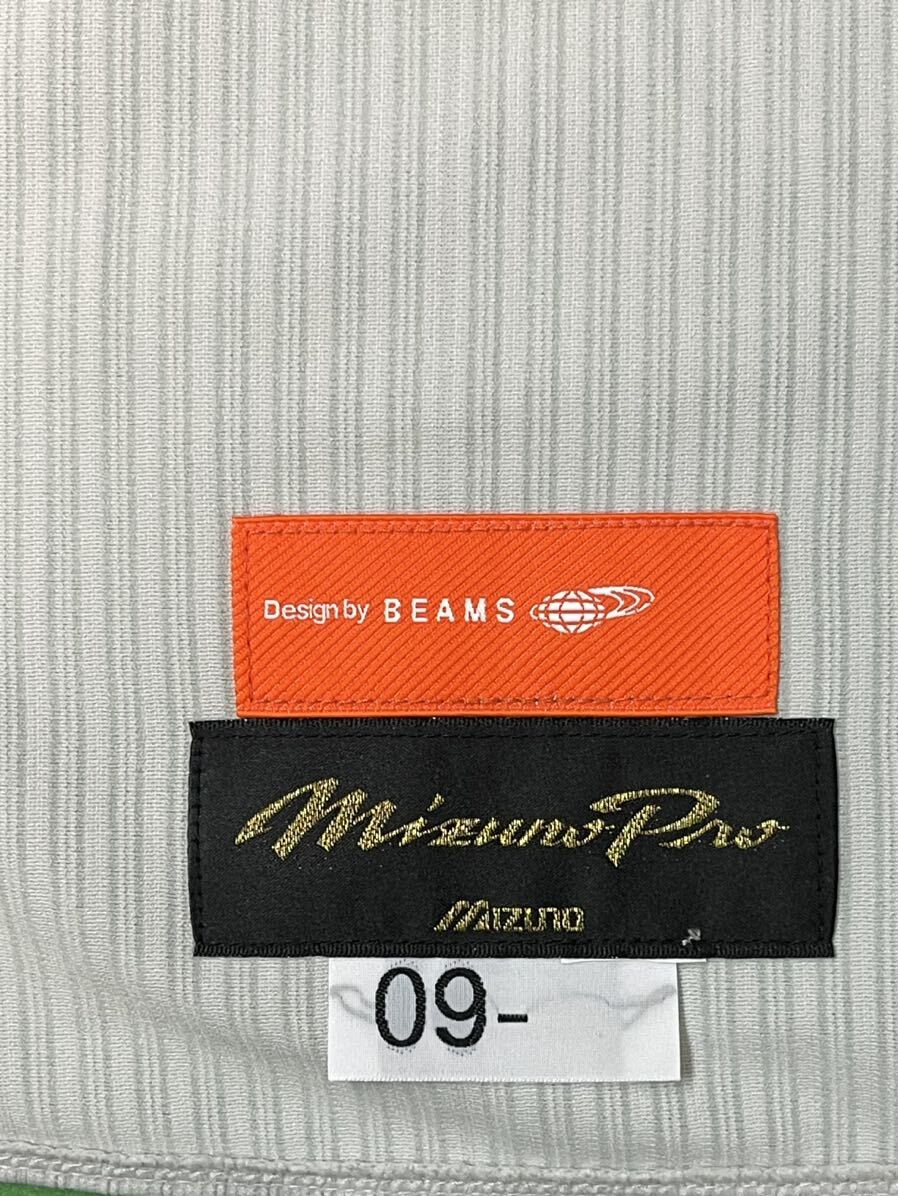 Design by BEAMS
Mizuno Pro
MIZUNO
09-